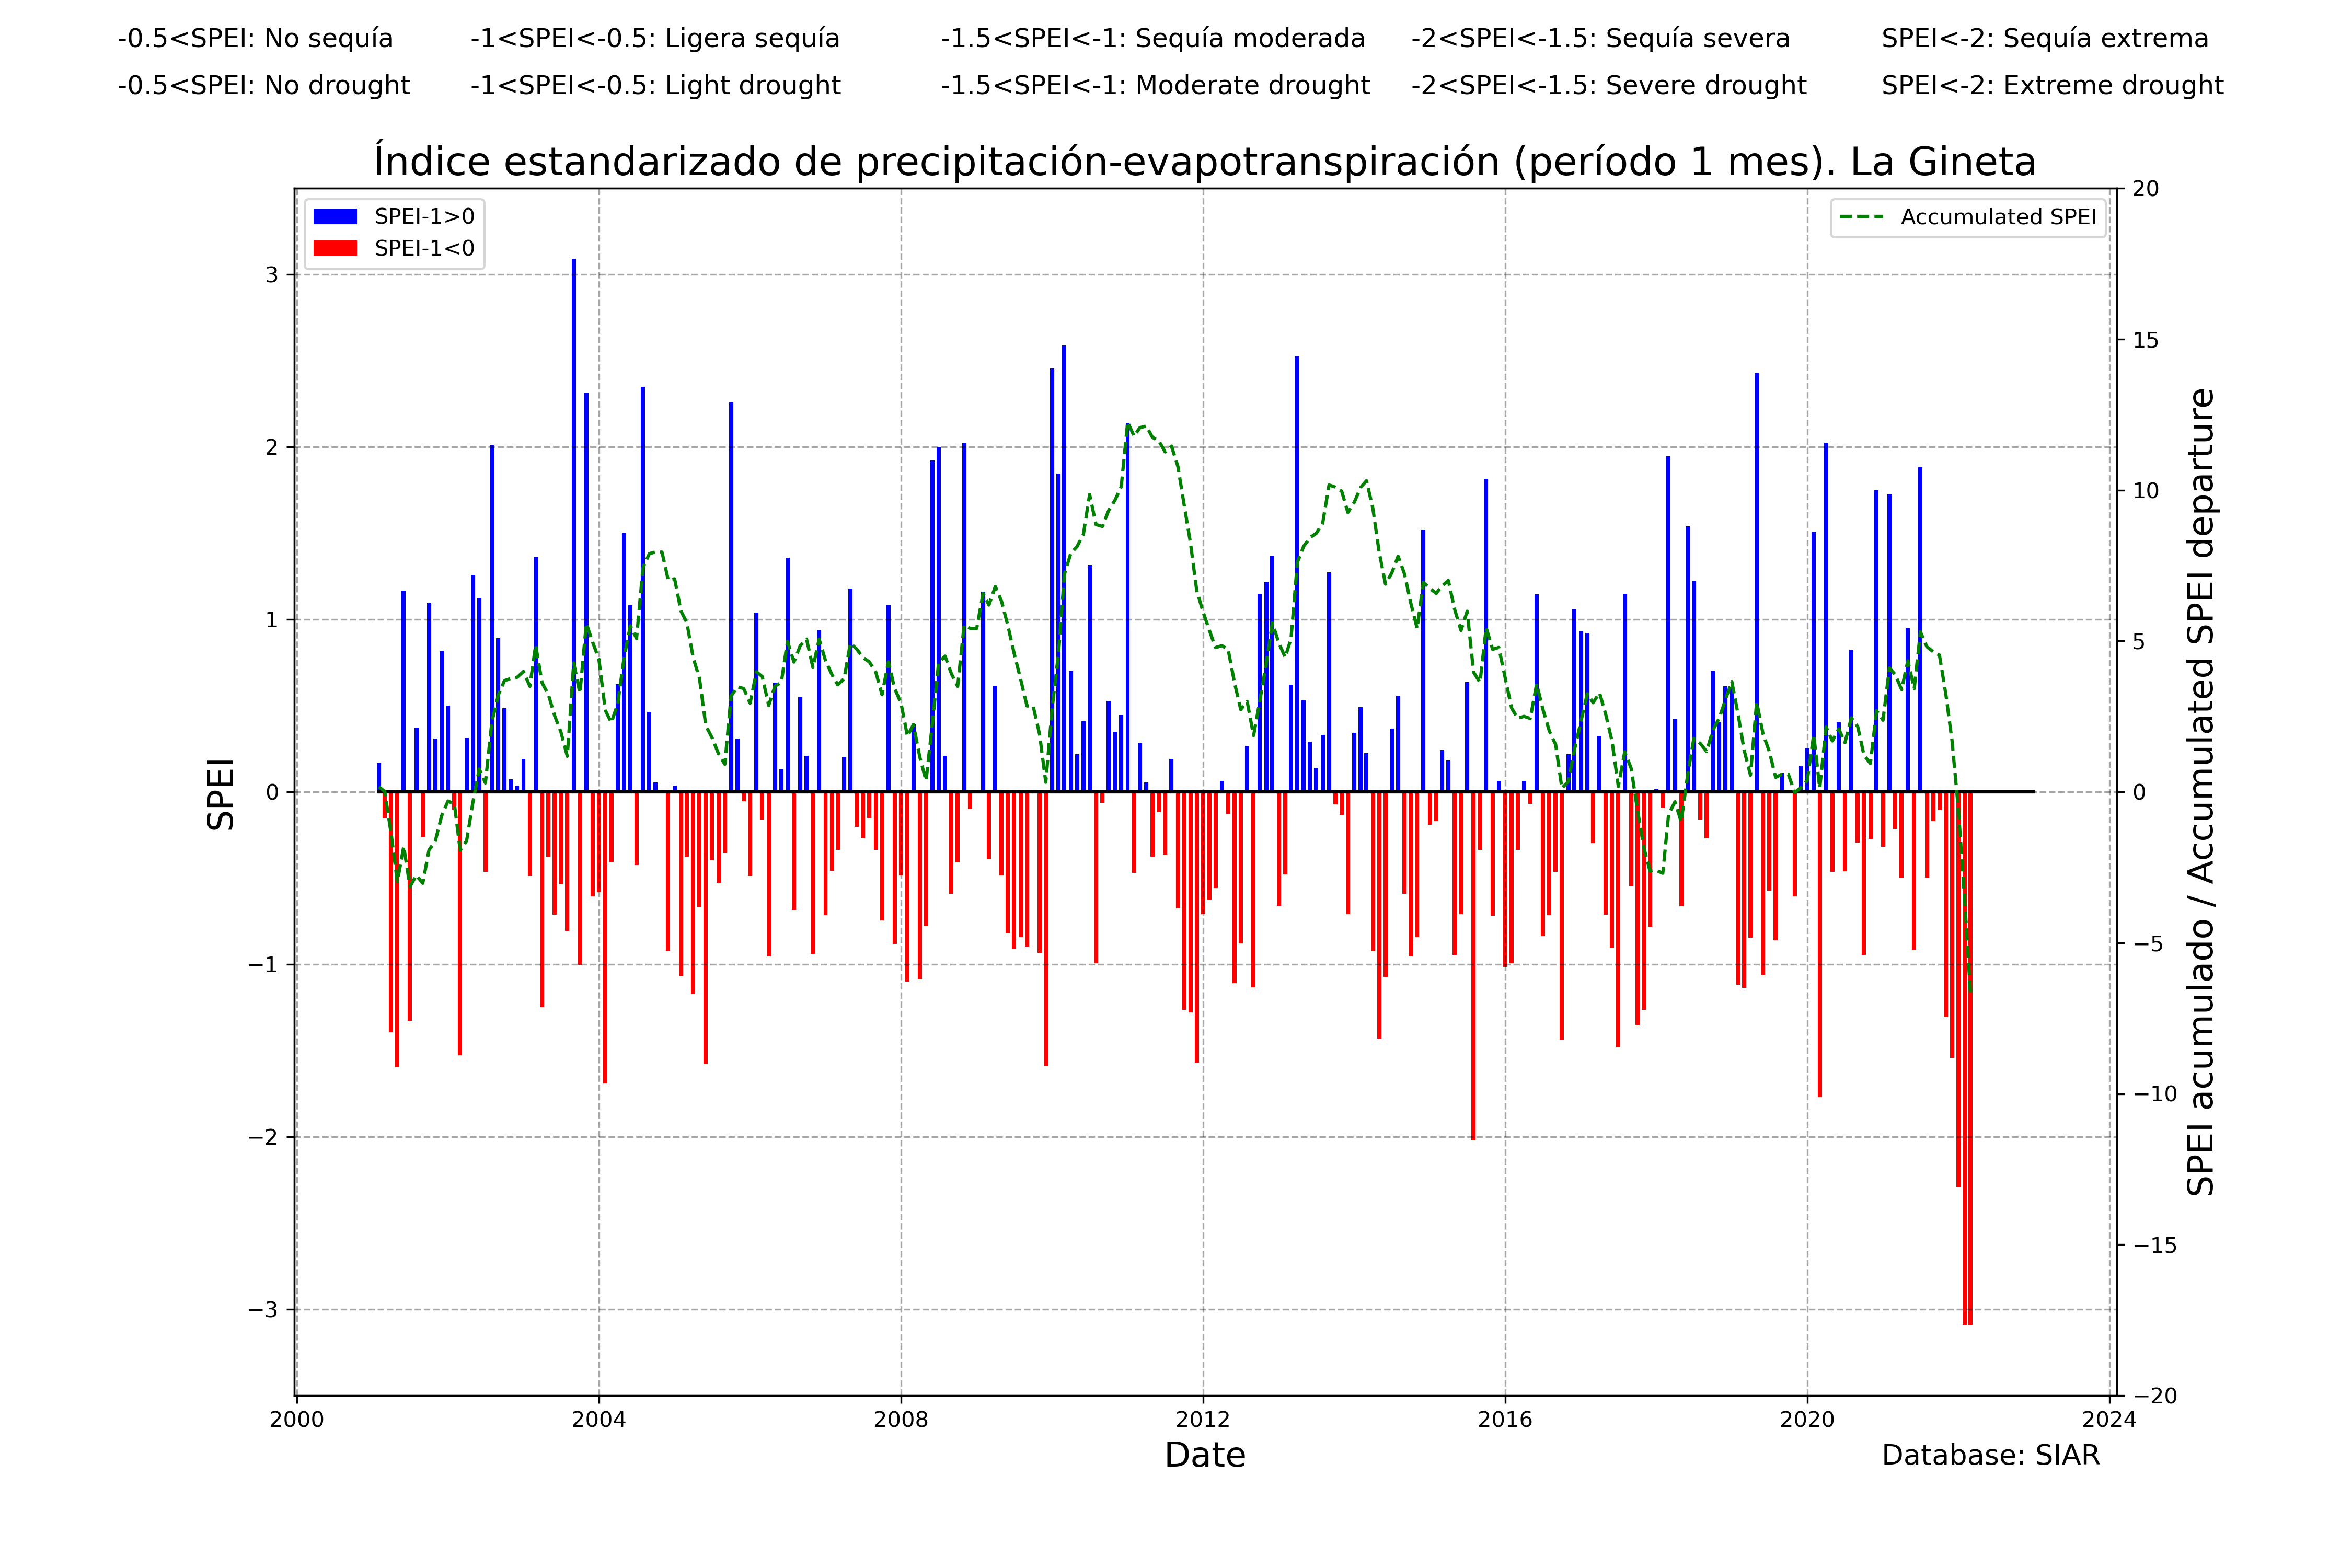 -0.5<SPEI: No sequía -1<SPEI<-0.5: Ligera sequía -1.5<SPEI<-1: Sequía moderada -2<SPEI<-1.5: Sequía severa SPEI<-2: Sequía extrema
-0.5<SPEI: No drought -1<SPEI<-0.5: Light drought -1.5<SPEI<-1: Moderate drought -2<SPEI<-1.5: Severe drought SPEI<-2: Extreme drought
Índice estandarizado de precipitación-evapotranspiración (período 1 mes). La Gineta
SPEI-1>0
SPEI-1<0
Accumulated SPEI
SPEI
3
2
1
0
−1
−2
−3
20
15
10
5
0
−5
−10
−15
−20
SPEI acumulado / Accumulated SPEI departure
2000 2004 2008 2012 2016 2020 2024
Date
Database: SIAR